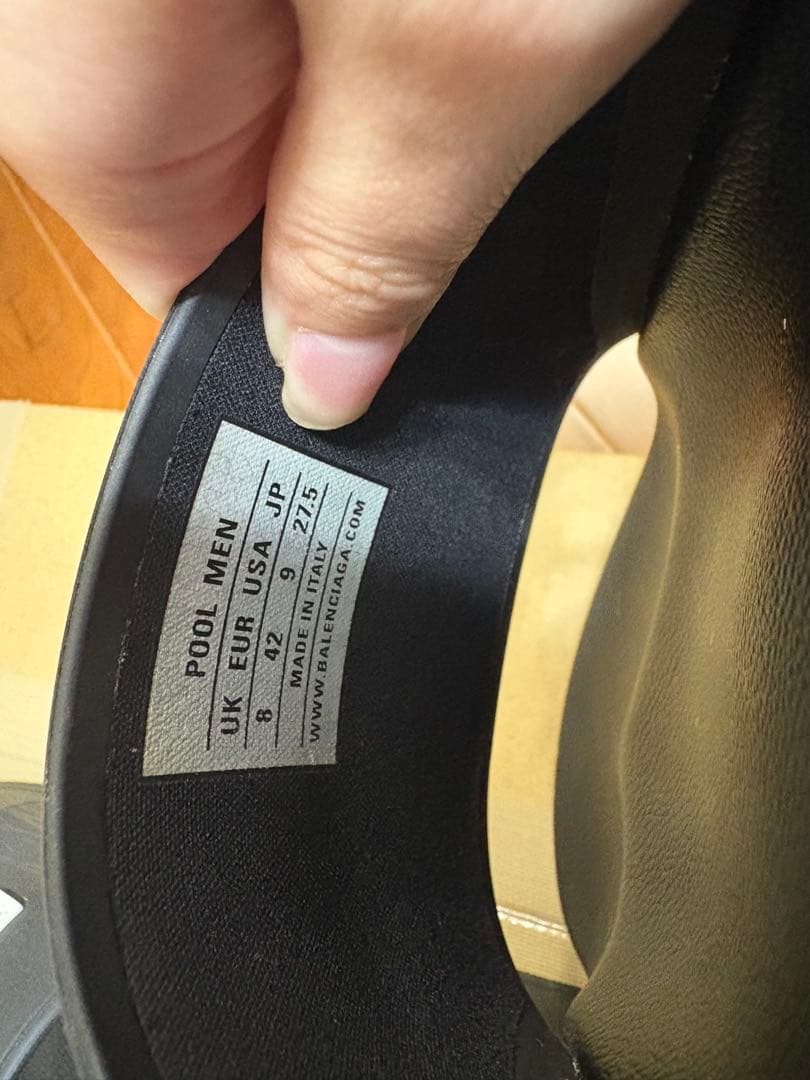 POOL MEN
UK EUR USA JP
8 42 9 27.5
MADE IN ITALY
WWW.BALENCIAGA.COM